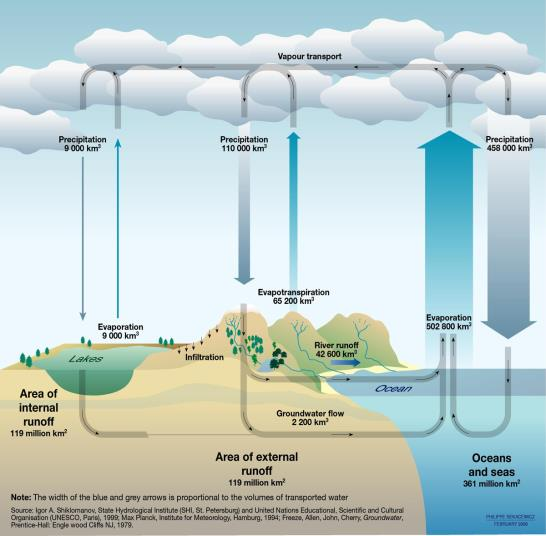 Vapour transport
Precipitation
9 000 km³
Precipitation
110 000 km³
Precipitation
458 000 km³
Evapotranspiration
65 200 km³
Evaporation
9 000 km³
Evaporation
502 800 km³
River runoff
42 600 km³
Lakes
Infiltration
Ocean
Area of
internal
runoff
119 million km²
Groundwater flow
2 200 km³
Area of external
runoff
119 million km²
Oceans
and seas
361 million km²
Note: The width of the blue and grey arrows is proportional to the volumes of transported water
Source: Igor A. Shiklomanov, State Hydrological Institute (SHI, St. Petersburg) and United Nations Educational, Scientific and Cultural
Organisation (UNESCO, Paris), 1999; Max Planck, Institute for Meteorology, Hamburg, 1994; Freeze, Allen, John, Cherry, Groundwater,
Prentice-Hall: Engle wood Cliffs NJ, 1979.
PHILIPPE REKACEWICZ
FEBRUARY 2002